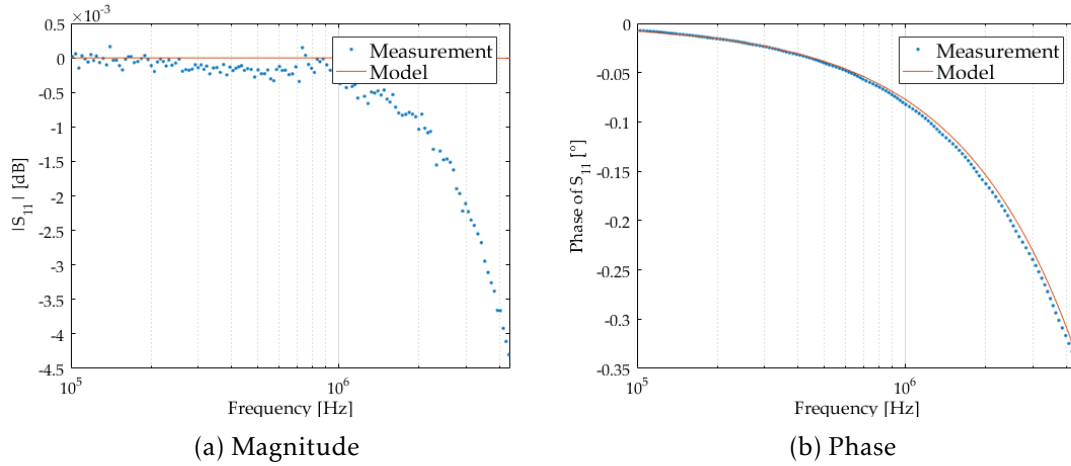 ×10⁻³
0.5
0
-0.5
-1
-1.5
-2
-2.5
-3
-3.5
-4
-4.5
|S₁₁| [dB]
10⁵
10⁶
Frequency [Hz]
Measurement
Model
(a) Magnitude
0
-0.05
-0.1
-0.15
-0.2
-0.25
-0.3
-0.35
Phase of S₁₁ [°]
10⁵
10⁶
Frequency [Hz]
Measurement
Model
(b) Phase